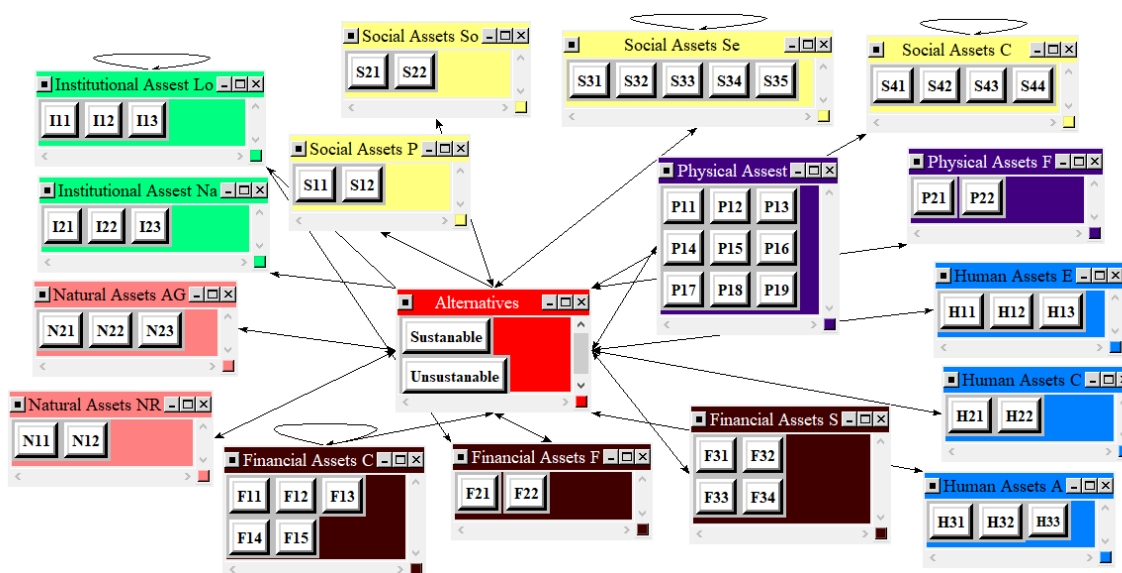 Social Assets So
S21 S22
Social Assets Se
S31 S32 S33 S34 S35
Social Assets C
S41 S42 S43 S44
Institutional Assest Lo
I11 I12 I13
Social Assets P
S11 S12
Physical Assest
P11 P12 P13
P14 P15 P16
P17 P18 P19
Physical Assets F
P21 P22
Institutional Assest Na
I21 I22 I23
Natural Assets AG
N21 N22 N23
Alternatives
Sustanable
Unsustanable
Human Assets E
H11 H12 H13
Human Assets C
H21 H22
Natural Assets NR
N11 N12
Financial Assets C
F11 F12 F13
F14 F15
Financial Assets F
F21 F22
Financial Assets S
F31 F32
F33 F34
Human Assets A
H31 H32 H33